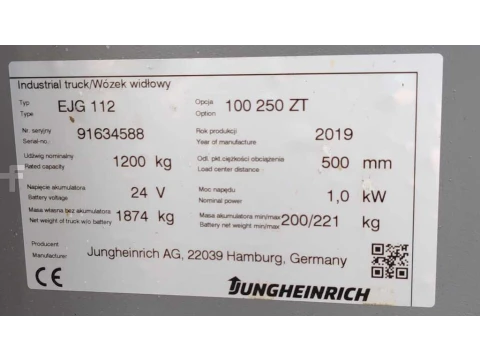 Industrial truck/Wózek widłowy
Typ
Type
EJG 112
Opcja
Option
100 250 ZT
Nr. seryjny
Serial-no.
91634588
Rok produkcji
Year of manufacture
2019
Udźwig nominalny
Rated capacity
1200 kg
Odl. pkt ciężkości obciążenia
Load center distance
500 mm
Napięcie akumulatora
Battery voltage
24 V
Moc napędu
Nominal power
1,0 kW
Masa własna bez akumulatora
Net weight of truck w/o battery
1874 kg
Masa akumulatora min/max
Battery net weight min/max
200/221 kg
Producent
Manufacturer
Jungheinrich AG, 22039 Hamburg, Germany
CE
JUNGHEINRICH